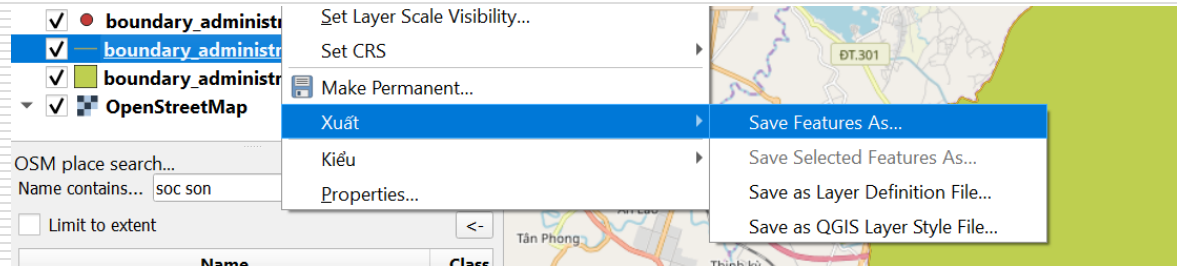 boundary_administr
boundary_administr
boundary_administr
OpenStreetMap
OSM place search...
Name contains... soc son
Limit to extent
<-
Name Class
Set Layer Scale Visibility...
Set CRS
Make Permanent...
Xuất
Kiểu
Properties...
Save Features As...
Save Selected Features As...
Save as Layer Definition File...
Save as QGIS Layer Style File...
ĐT.301
An Lão
Tân Phong